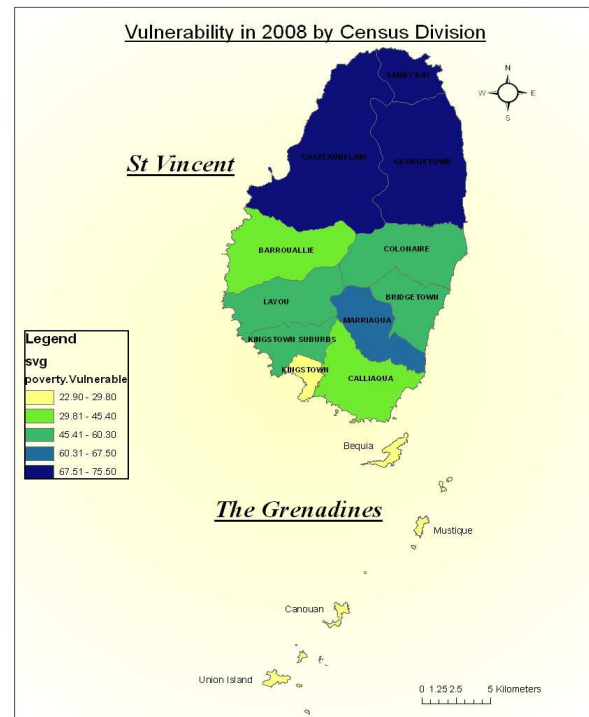 Vulnerability in 2008 by Census Division
N
W E
S
SANDY BAY
CHATEAUBELAIR
GEORGETOWN
St Vincent
BARROUALLIE
COLONAIRE
LAYOU
BRIDGETOWN
MARRIAQUA
KINGSTOWN SUBURBS
KINGSTOWN
CALLIAQUA
Legend
svg
poverty.Vulnerable
22.90 - 29.80
29.81 - 45.40
45.41 - 60.30
60.31 - 67.50
67.51 - 75.50
Bequia
The Grenadines
Mustique
Canouan
Union Island
0 1.25 2.5 5 Kilometers